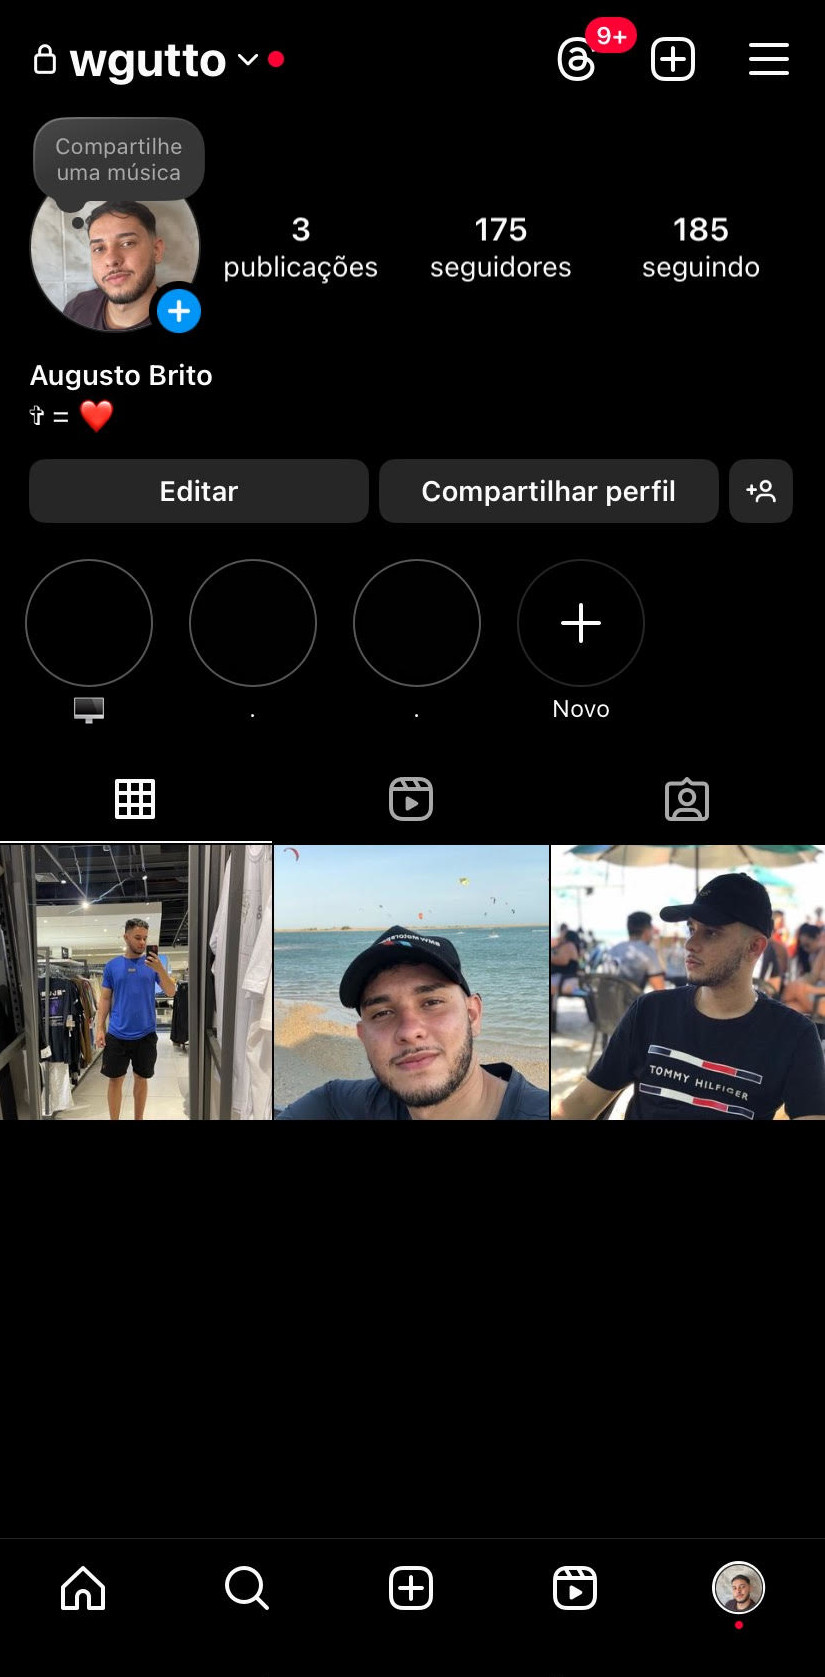 wgutto
9+
Compartilhe
uma música
3
publicações
175
seguidores
185
seguindo
Augusto Brito
✞ = ❤️
Editar
Compartilhar perfil
🖥️
.
.
Novo
TOMMY HILFIGER